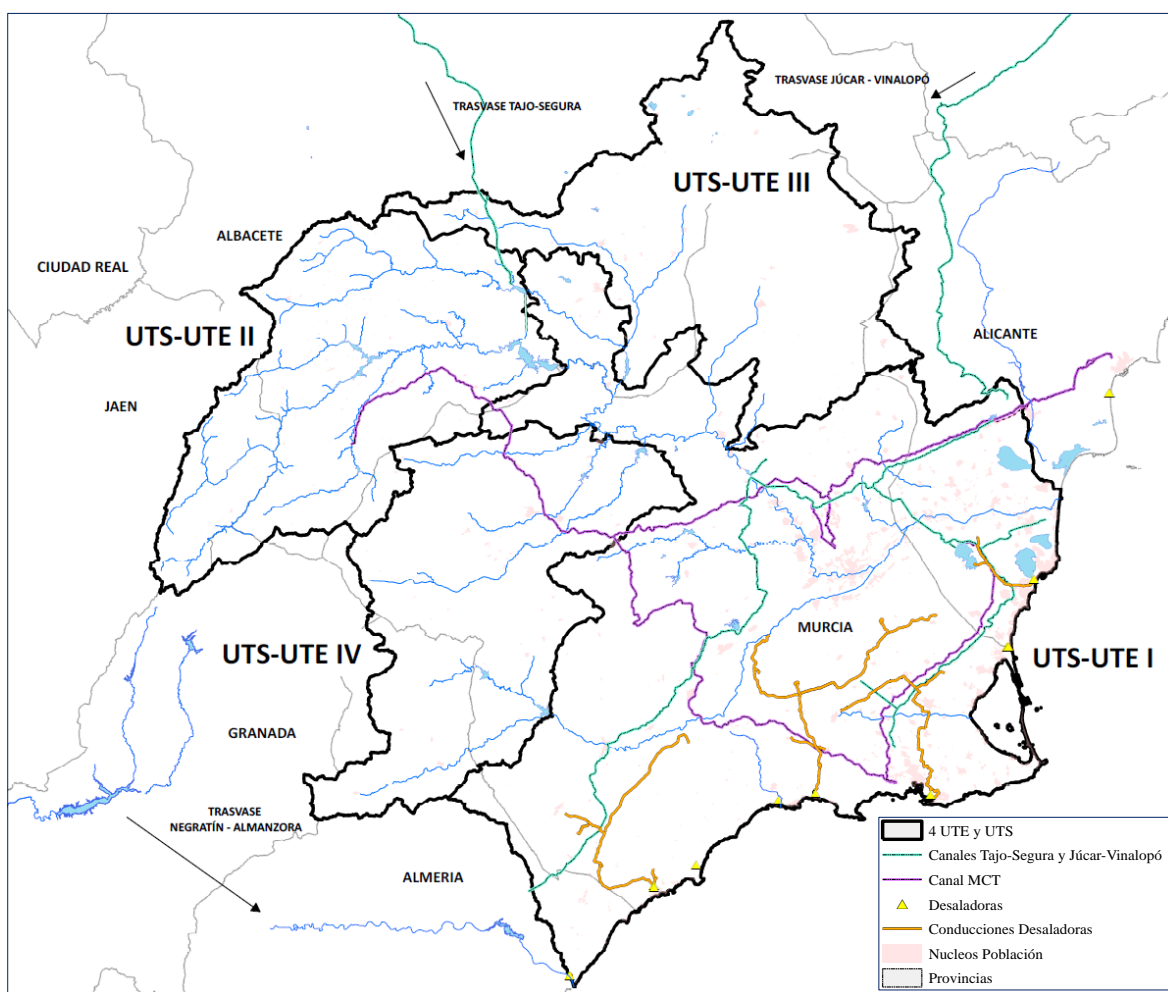 TRASVASE JÚCAR - VINALOPÓ
TRASVASE TAJO-SEGURA
UTS-UTE III
ALBACETE
CIUDAD REAL
UTS-UTE II
ALICANTE
JAEN
MURCIA
UTS-UTE IV
UTS-UTE I
GRANADA
TRASVASE
NEGRATÍN - ALMANZORA
ALMERIA
4 UTE y UTS
Canales Tajo-Segura y Júcar-Vinalopó
Canal MCT
Desaladoras
Conducciones Desaladoras
Nucleos Población
Provincias